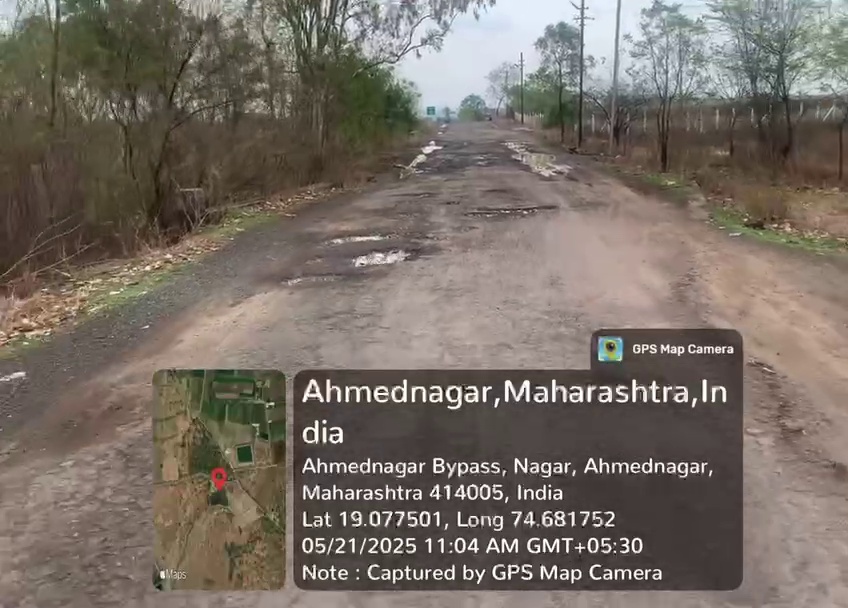 GPS Map Camera
Ahmednagar,Maharashtra,In
dia
Ahmednagar Bypass, Nagar, Ahmednagar,
Maharashtra 414005, India
Lat 19.077501, Long 74.681752
05/21/2025 11:04 AM GMT+05:30
Note : Captured by GPS Map Camera
Maps